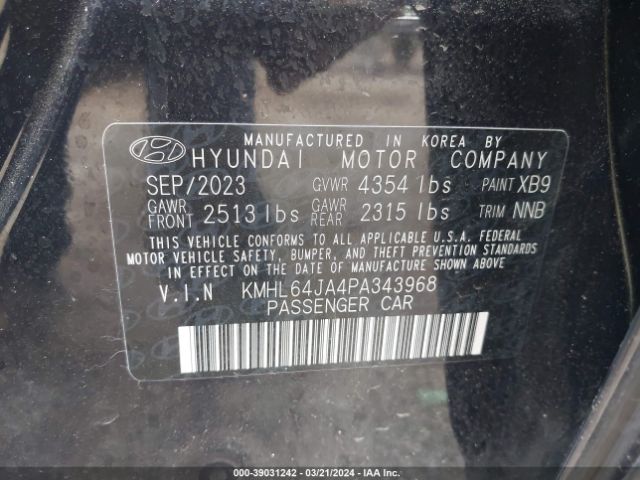 MANUFACTURED IN KOREA BY
HYUNDAI MOTOR COMPANY
SEP/2023 GVWR 4354 lbs PAINT XB9
GAWR FRONT 2513 lbs GAWR REAR 2315 lbs TRIM NNB
THIS VEHICLE CONFORMS TO ALL APPLICABLE U.S.A. FEDERAL
MOTOR VEHICLE SAFETY, BUMPER, AND THEFT PREVENTION STANDARDS
IN EFFECT ON THE DATE OF MANUFACTURE SHOWN ABOVE.
V.I.N KMHL64JA4PA343968
PASSENGER CAR
000-39031242 — 03/21/2024 — IAA Inc.